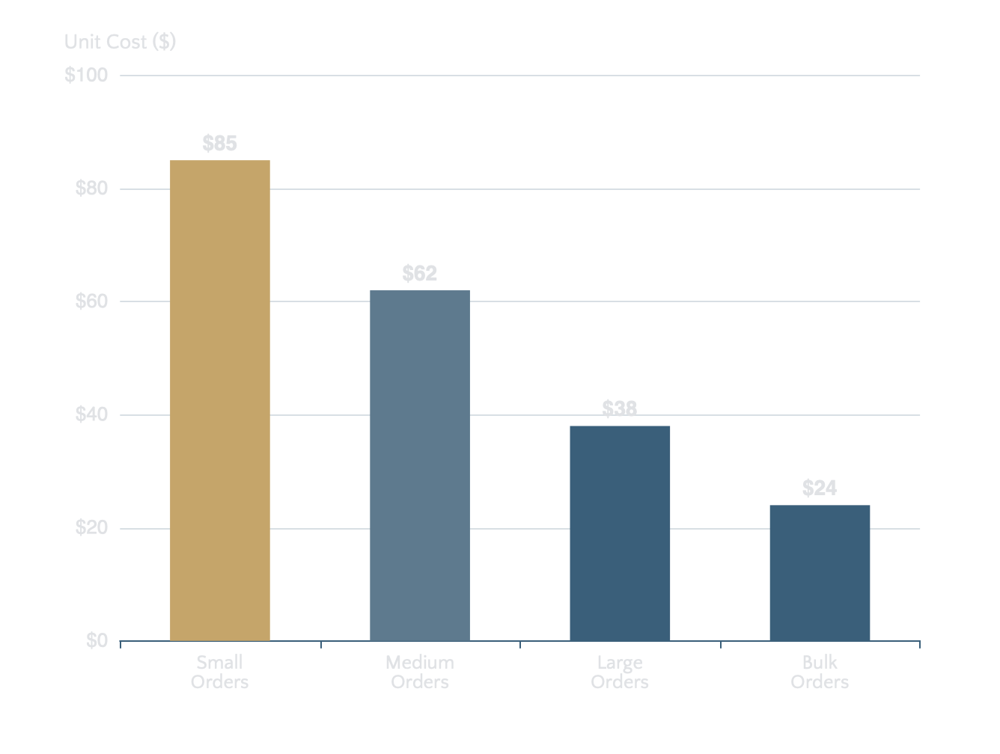 Unit Cost ($)
$100
$80
$60
$40
$20
$0
$85
$62
$38
$24
Small
Orders
Medium
Orders
Large
Orders
Bulk
Orders